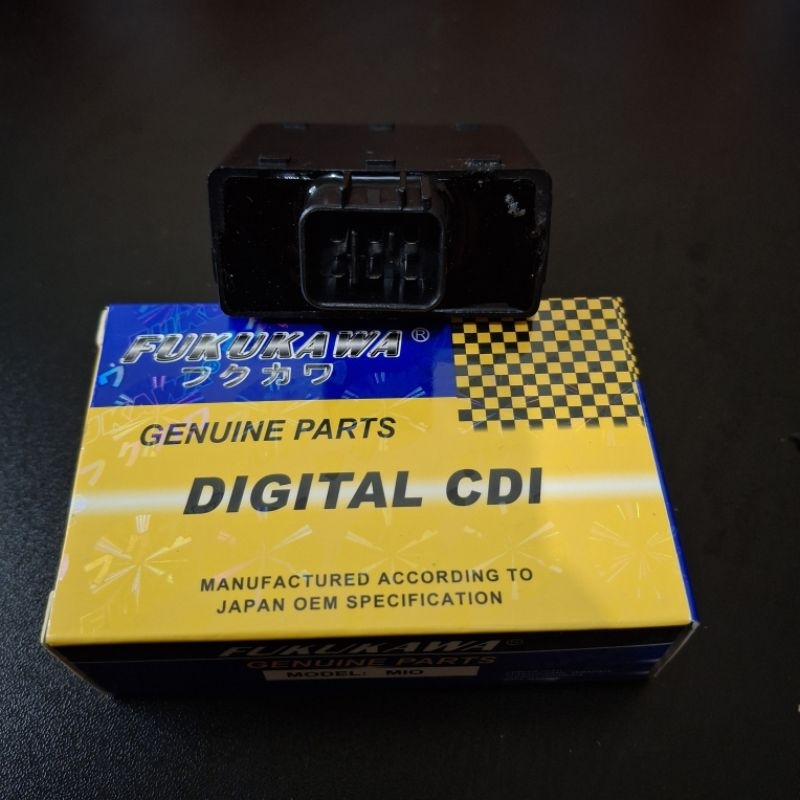 FUKUKAWA®
フクカワ
GENUINE PARTS
DIGITAL CDI
MANUFACTURED ACCORDING TO
JAPAN OEM SPECIFICATION
FUKUKAWA®
GENUINE PARTS
MODEL: MIO